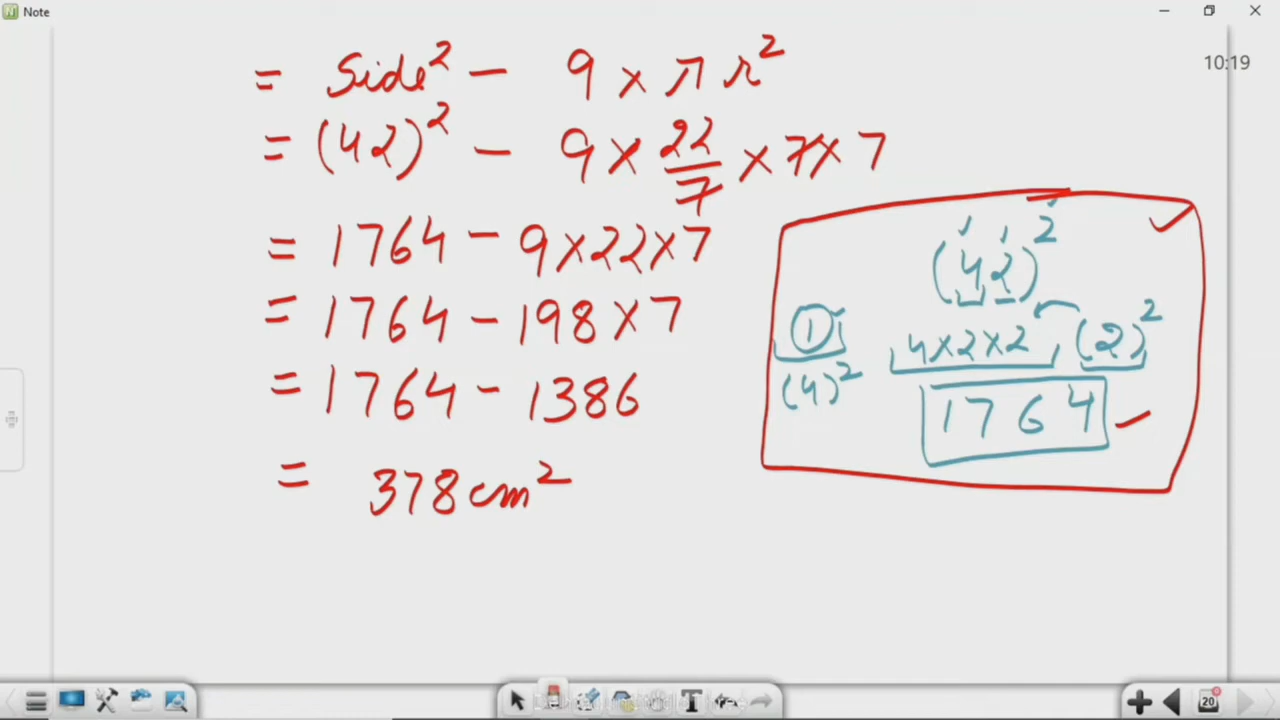 Note
10:19
= Side² - 9 × π r²
= (42)² - 9 × 22/7 × 7 × 7
= 1764 - 9×22×7
= 1764 - 198 × 7
= 1764 - 1386
= 378 cm²
(42)²
1 4×2×2, (2)²
(4)²
1764
20